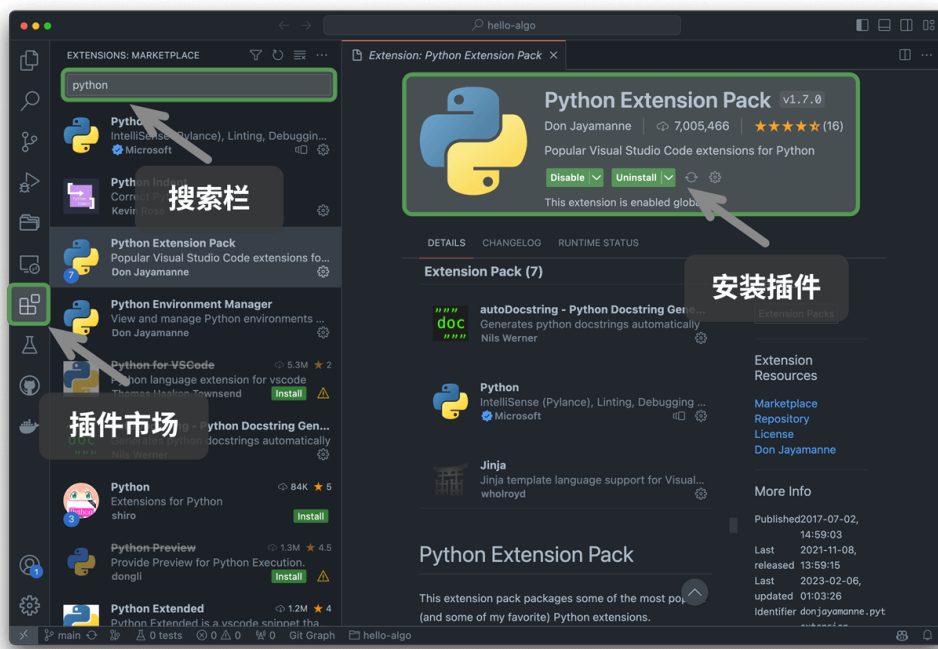 hello-algo
EXTENSIONS: MARKETPLACE
Extension: Python Extension Pack
python
搜索栏
IntelliSense (Pylance), Linting, Debuggin...
Microsoft
Python Indent
Kevin Rose
Python Extension Pack
Popular Visual Studio Code extensions fo...
Don Jayamanne
7
Python Environment Manager
View and manage Python environments ...
Don Jayamanne
Python for VSCode
5.3M
2
Python language extension for vscode
Install
插件市场
- Python Docstring Gen...
python docstrings automatically
Nils Werner
Python
84K
5
Extensions for Python
shiro
3
Install
Python Preview
1.3M
4.5
Provide Preview for Python Execution.
dongli
Install
Python Extended
1.2M
4
Python Extended is a vscode snippet tha...
1
Python Extension Pack
v1.7.0
Don Jayamanne
7,005,466
(16)
Popular Visual Studio Code extensions for Python
Disable
Uninstall
This extension is enabled globa
安装插件
DETAILS
CHANGELOG
RUNTIME STATUS
Extension Pack (7)
autoDocstring - Python Docstring Gene...
Generates python docstrings automatically
Nils Werner
"""
doc
"""
Python
IntelliSense (Pylance), Linting, Debugging ...
Microsoft
Jinja
Jinja template language support for Visual...
wholroyd
Python Extension Pack
This extension pack packages some of the most pop
(and some of my favorite) Python extensions.
Extension Packs
Extension
Resources
Marketplace
Repository
License
Don Jayamanne
More Info
Published 2017-07-02,
14:59:03
Last 2021-11-08,
released 13:59:15
Last 2023-02-06,
updated 01:03:26
Identifier donjayamanne.pyt
main
0 tests
0
0
0
Git Graph
hello-algo